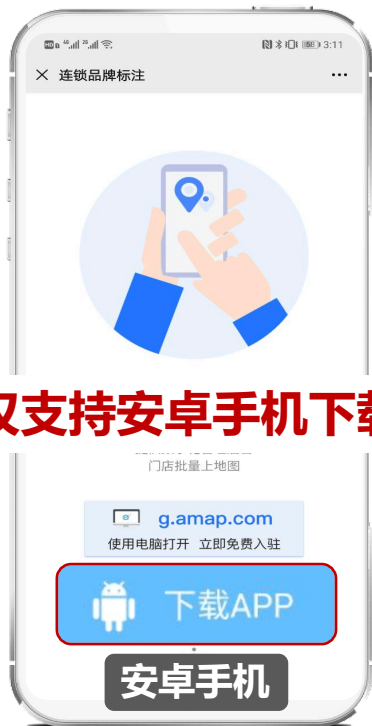 3:11
连锁品牌标注
仅支持安卓手机下载
门店批量上地图
g.amap.com
使用电脑打开 立即免费入驻
下载APP
安卓手机